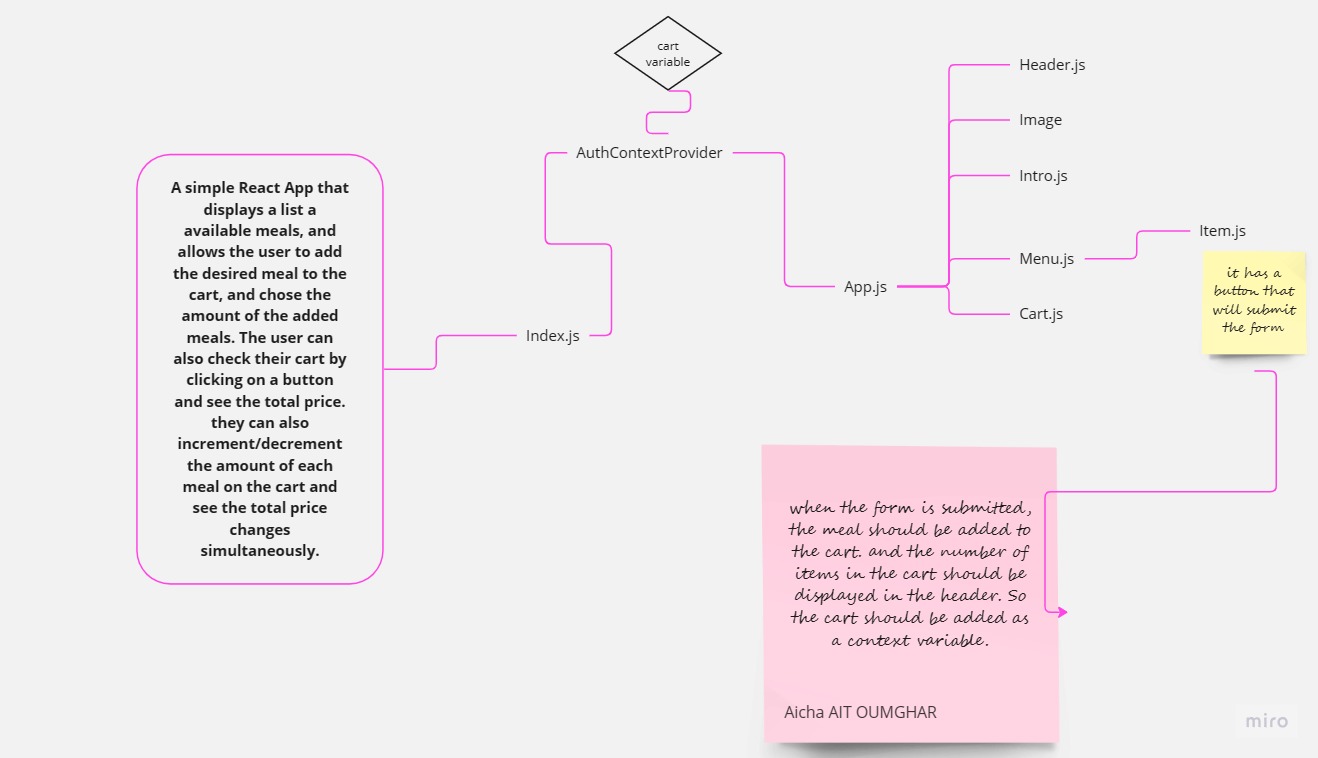 cart
variable
AuthContextProvider
Header.js
Image
Intro.js
Menu.js
Cart.js
Item.js
App.js
Index.js
A simple React App that
displays a list a
available meals, and
allows the user to add
the desired meal to the
cart, and chose the
amount of the added
meals. The user can
also check their cart by
clicking on a button
and see the total price.
they can also
increment/decrement
the amount of each
meal on the cart and
see the total price
changes
simultaneously.
it has a
button that
will submit
the form
when the form is submitted,
the meal should be added to
the cart. and the number of
items in the cart should be
displayed in the header. So
the cart should be added as
a context variable.
Aicha AIT OUMGHAR
miro